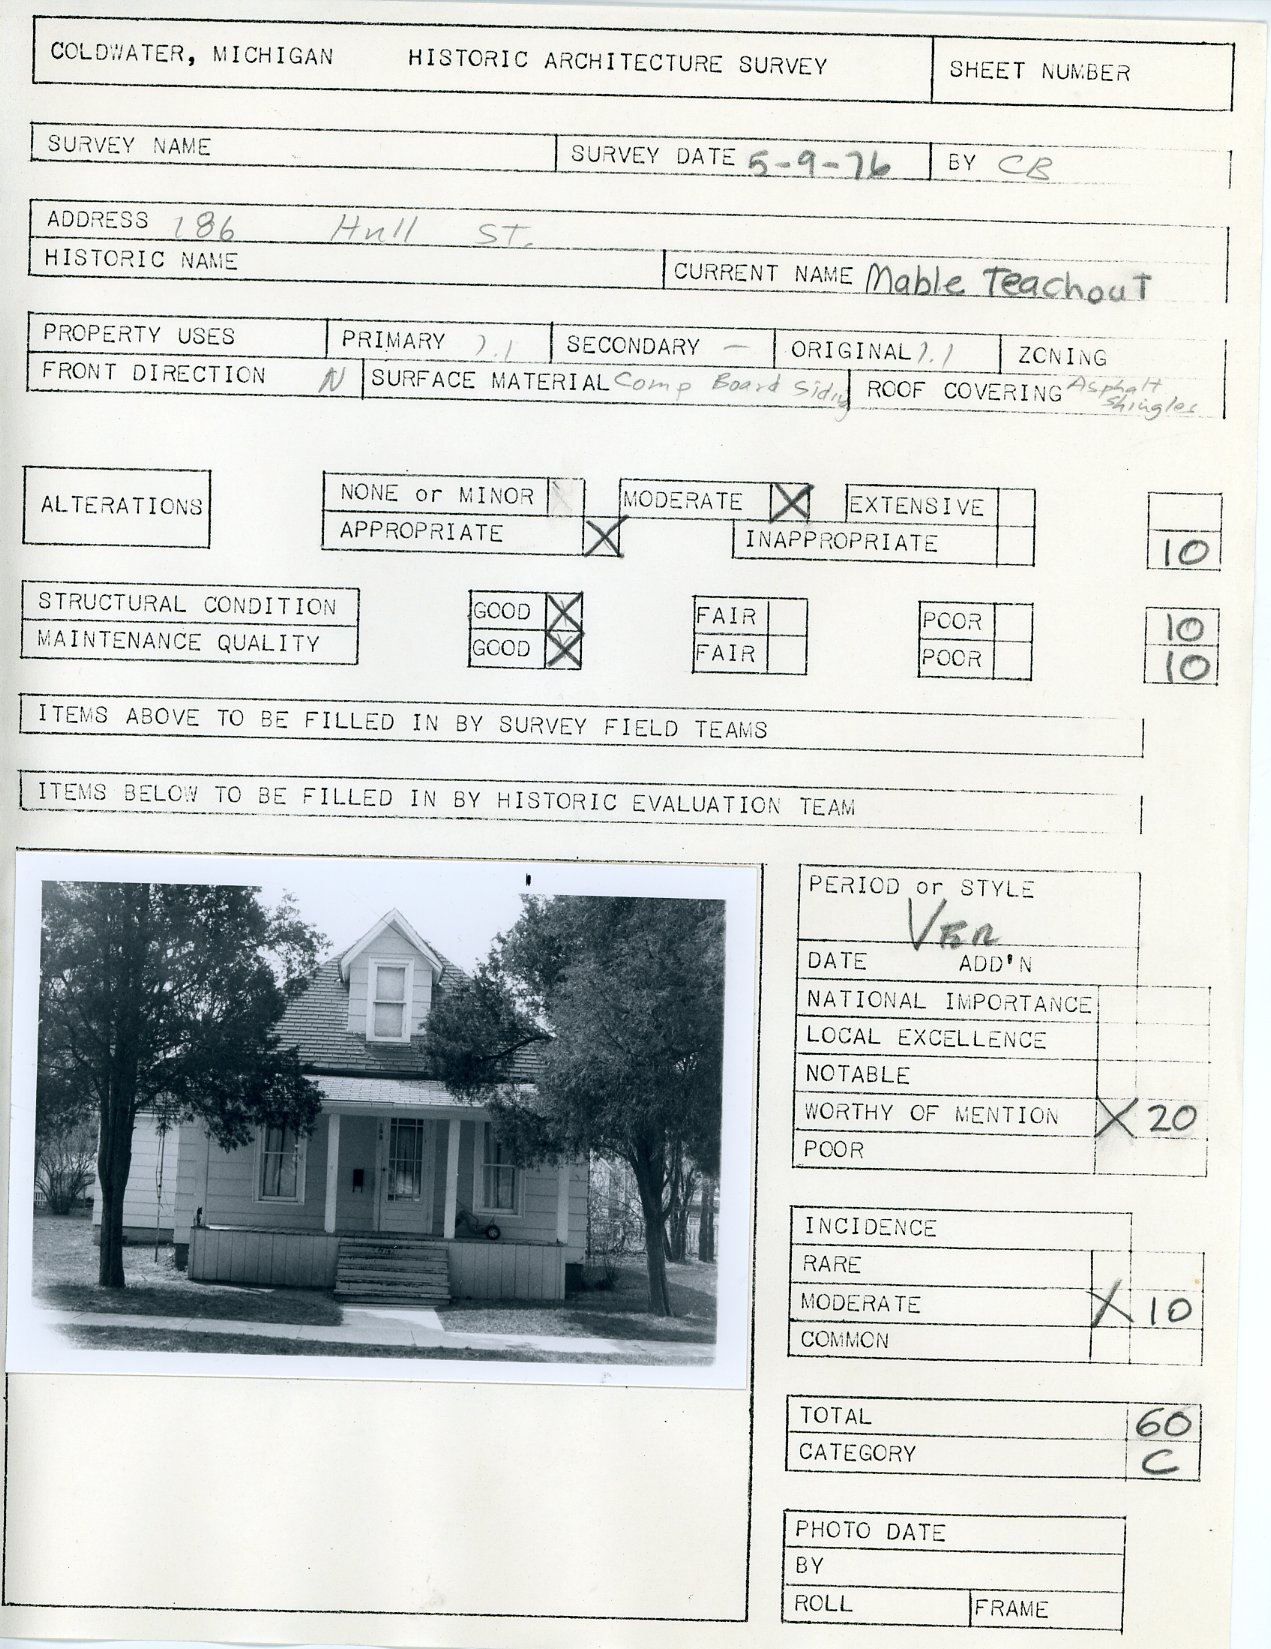 COLDWATER, MICHIGAN HISTORIC ARCHITECTURE SURVEY SHEET NUMBER
SURVEY NAME SURVEY DATE 5-9-76 BY CB
ADDRESS 186 Hull ST.
HISTORIC NAME CURRENT NAME Mable Teachout
PROPERTY USES PRIMARY 1.1 SECONDARY — ORIGINAL 1.1 ZONING
FRONT DIRECTION N SURFACE MATERIAL Comp Board Siding ROOF COVERING Asphalt Shingles
ALTERATIONS NONE or MINOR MODERATE X EXTENSIVE
APPROPRIATE X INAPPROPRIATE 10
STRUCTURAL CONDITION GOOD X FAIR POOR 10
MAINTENANCE QUALITY GOOD X FAIR POOR 10
ITEMS ABOVE TO BE FILLED IN BY SURVEY FIELD TEAMS
ITEMS BELOW TO BE FILLED IN BY HISTORIC EVALUATION TEAM
PERIOD or STYLE
VER
DATE ADD'N
NATIONAL IMPORTANCE
LOCAL EXCELLENCE
NOTABLE
WORTHY OF MENTION X 20
POOR
INCIDENCE
RARE
MODERATE X 10
COMMON
TOTAL 60
CATEGORY C
PHOTO DATE
BY
ROLL FRAME